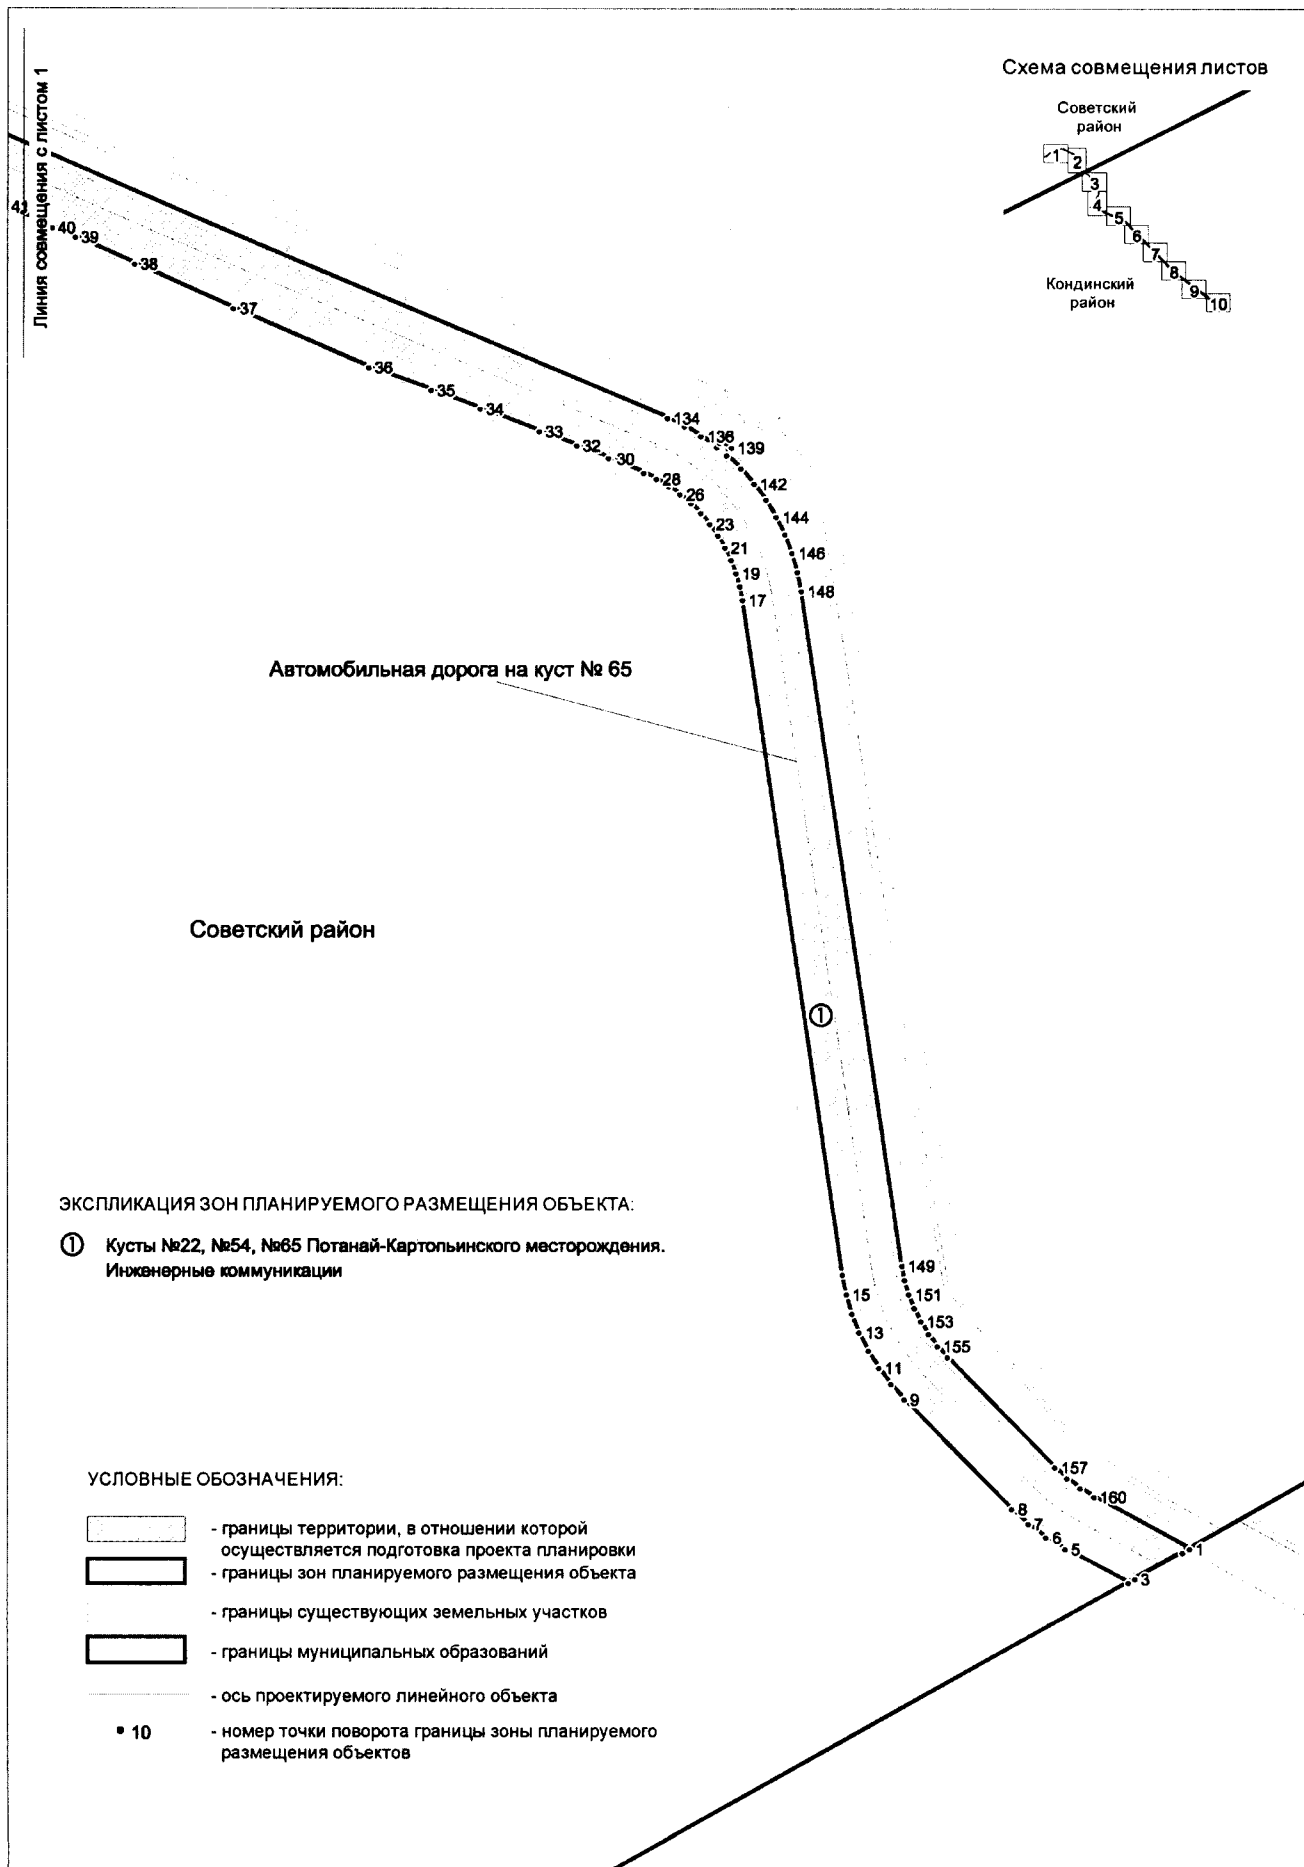 Линия совмещения с листом 1
Схема совмещения листов
Советский
район
1
2
3
4
5
6
7
8
9
10
Кондинский
район
41
40
39
38
37
36
35
34
33
32
30
28
26
23
21
19
17
134
136
139
142
144
146
148
Автомобильная дорога на куст № 65
Советский район
1
ЭКСПЛИКАЦИЯ ЗОН ПЛАНИРУЕМОГО РАЗМЕЩЕНИЯ ОБЪЕКТА:
1 Кусты №22, №54, №65 Потанай-Картопьинского месторождения.
Инженерные коммуникации
149
151
153
155
15
13
11
9
157
160
8
7
6
5
3
1
УСЛОВНЫЕ ОБОЗНАЧЕНИЯ:
- границы территории, в отношении которой
осуществляется подготовка проекта планировки
- границы зон планируемого размещения объекта
- границы существующих земельных участков
- границы муниципальных образований
- ось проектируемого линейного объекта
• 10 - номер точки поворота границы зоны планируемого
размещения объектов